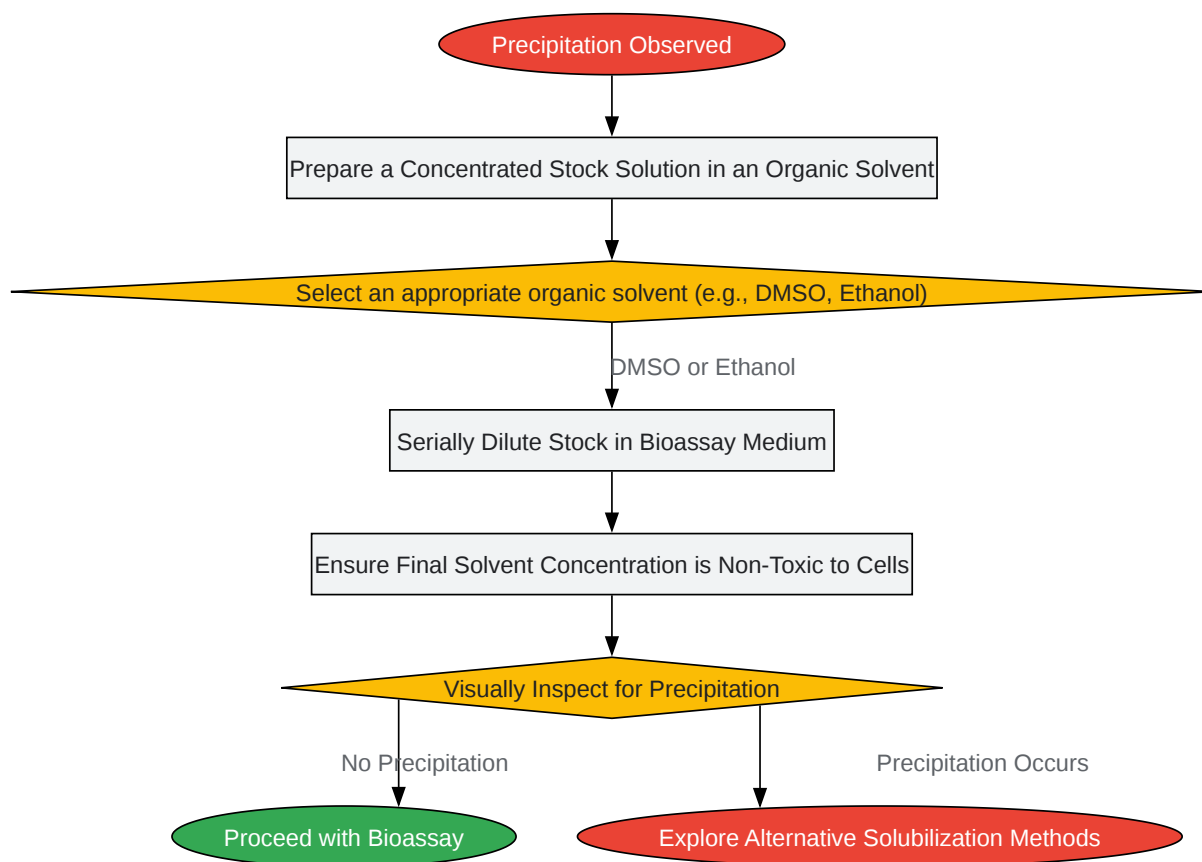 Precipitation Observed
Prepare a Concentrated Stock Solution in an Organic Solvent
Select an appropriate organic solvent (e.g., DMSO, Ethanol)
DMSO or Ethanol
Serially Dilute Stock in Bioassay Medium
Ensure Final Solvent Concentration is Non-Toxic to Cells
Visually Inspect for Precipitation
No Precipitation
Precipitation Occurs
Proceed with Bioassay
Explore Alternative Solubilization Methods